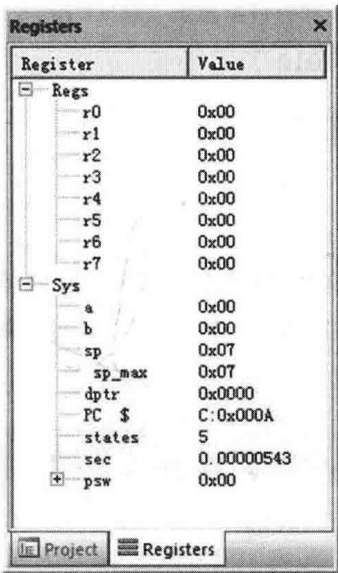 Registers
Register Value
Regs
r0 0x00
r1 0x00
r2 0x00
r3 0x00
r4 0x00
r5 0x00
r6 0x00
r7 0x00
Sys
a 0x00
b 0x00
sp 0x07
sp_max 0x07
dptr 0x0000
PC $ C:0x000A
states 5
sec 0.00000543
psw 0x00
Project Registers